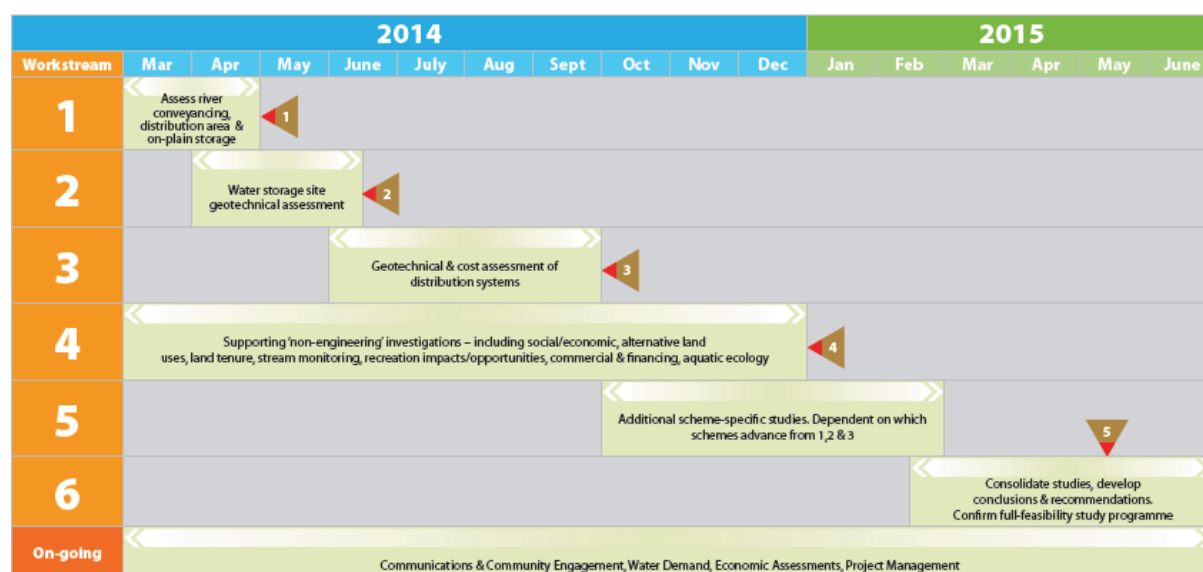 2014
2015
Workstream
Mar
Apr
May
June
July
Aug
Sept
Oct
Nov
Dec
Jan
Feb
Mar
Apr
May
June
1
Assess river
conveyancing,
distribution area &
on-plain storage
1
2
Water storage site
geotechnical assessment
2
3
Geotechnical & cost assessment of
distribution systems
3
4
Supporting 'non-engineering' investigations – including social/economic, alternative land
uses, land tenure, stream monitoring, recreation impacts/opportunities, commercial & financing, aquatic ecology
4
5
Additional scheme-specific studies. Dependent on which
schemes advance from 1,2 & 3
5
6
Consolidate studies, develop
conclusions & recommendations.
Confirm full-feasibility study programme
On-going
Communications & Community Engagement, Water Demand, Economic Assessments, Project Management